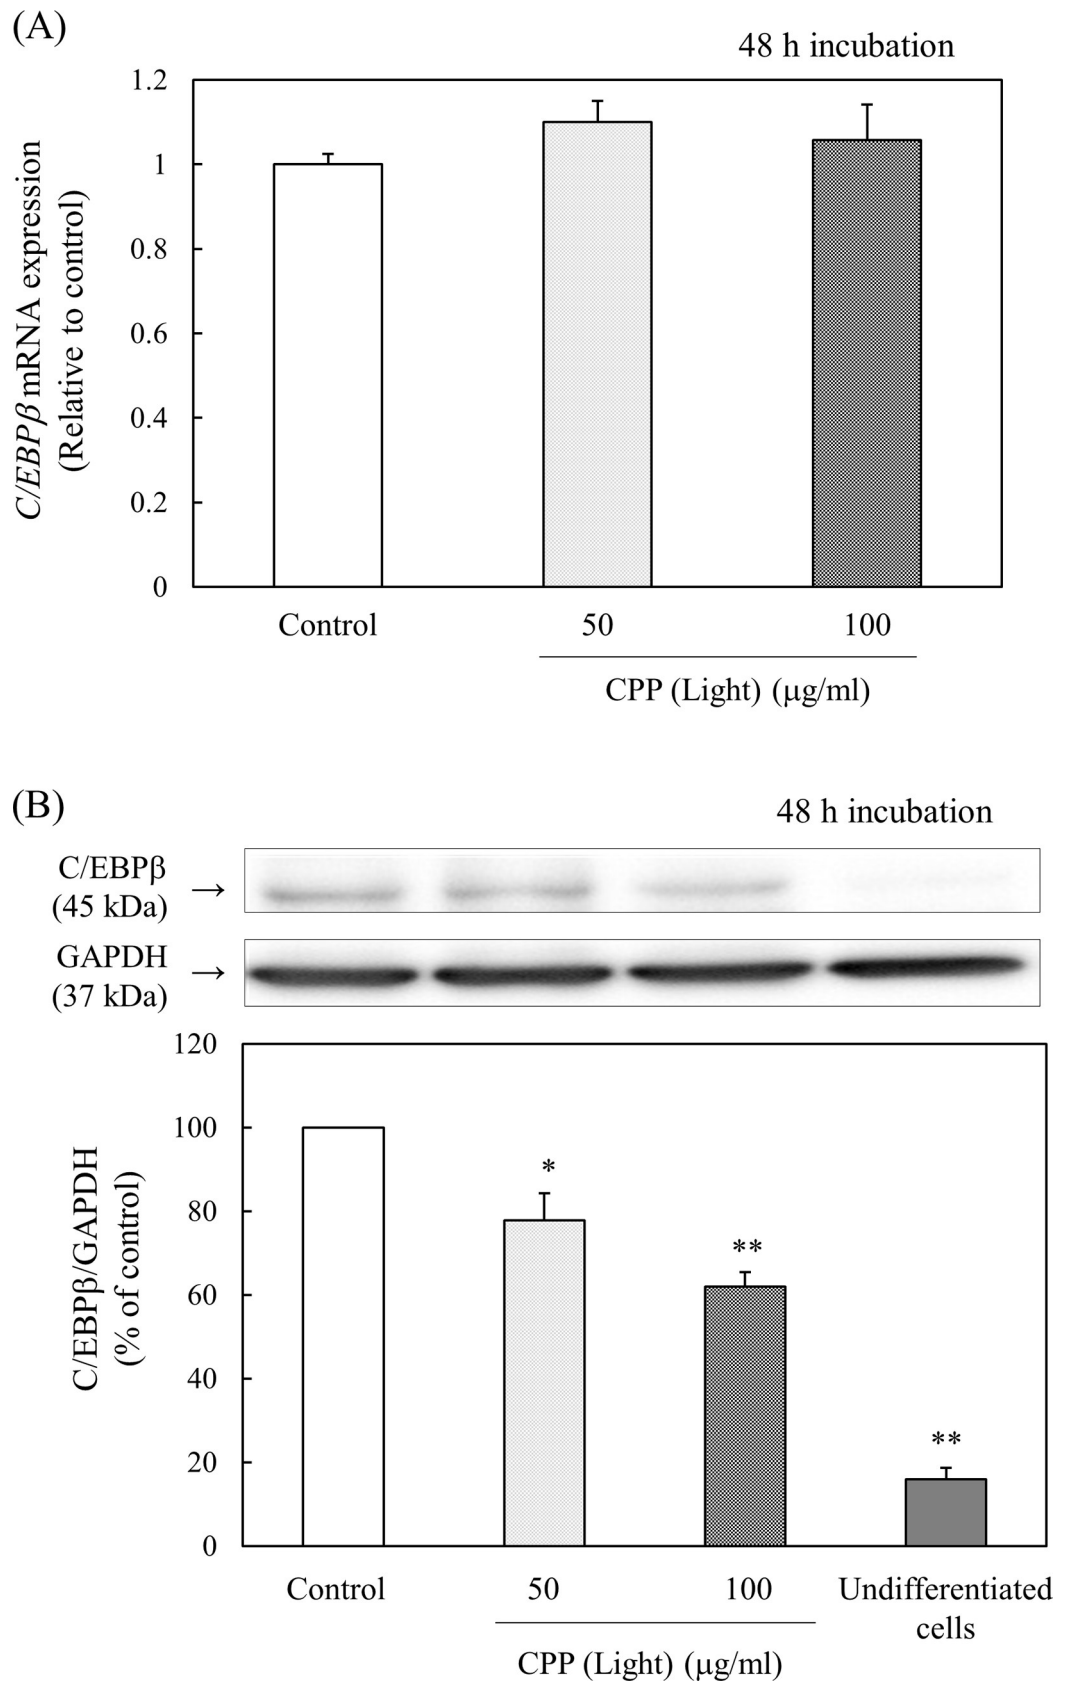 (A)
48 h incubation
C/EBPβ mRNA expression
(Relative to control)
1.2
1
0.8
0.6
0.4
0.2
0
Control
50
100
CPP (Light) (μg/ml)
(B)
48 h incubation
C/EBPβ
(45 kDa)
→
GAPDH
(37 kDa)
→
C/EBPβ/GAPDH
(% of control)
120
100
80
60
40
20
0
*
**
**
Control
50
100
Undifferentiated
cells
CPP (Light) (μg/ml)